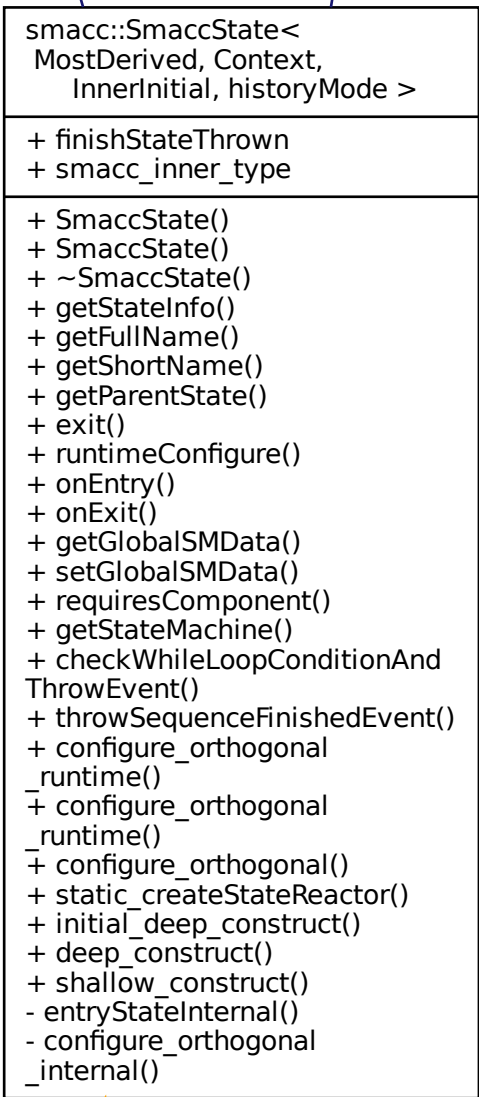 smacc::SmaccState<
MostDerived, Context,
InnerInitial, historyMode >
+ finishStateThrown
+ smacc_inner_type
+ SmaccState()
+ SmaccState()
+ ~SmaccState()
+ getStateInfo()
+ getFullName()
+ getShortName()
+ getParentState()
+ exit()
+ runtimeConfigure()
+ onEntry()
+ onExit()
+ getGlobalSMData()
+ setGlobalSMData()
+ requiresComponent()
+ getStateMachine()
+ checkWhileLoopConditionAnd
ThrowEvent()
+ throwSequenceFinishedEvent()
+ configure_orthogonal
_runtime()
+ configure_orthogonal
_runtime()
+ configure_orthogonal()
+ static_createStateReactor()
+ initial_deep_construct()
+ deep_construct()
+ shallow_construct()
- entryStateInternal()
- configure_orthogonal
_internal()